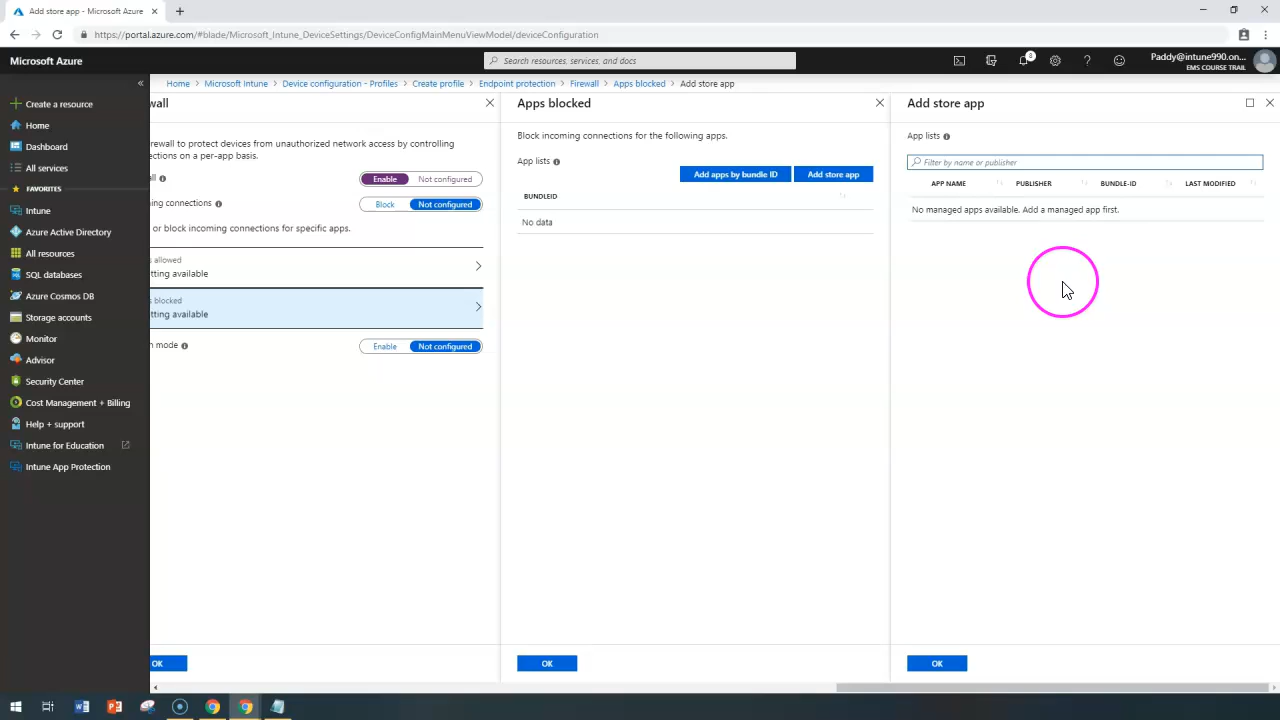 Add store app - Microsoft Azure
https://portal.azure.com/#blade/Microsoft_Intune_DeviceSettings/DeviceConfigMainMenuViewModel/deviceConfiguration
Microsoft Azure
Search resources, services, and docs
3
Paddy@intune990.on...
EMS COURSE TRAIL
Home > Microsoft Intune > Device configuration - Profiles > Create profile > Endpoint protection > Firewall > Apps blocked > Add store app
Create a resource
Home
Dashboard
All services
FAVORITES
Intune
Azure Active Directory
All resources
SQL databases
Azure Cosmos DB
Storage accounts
Monitor
Advisor
Security Center
Cost Management + Billing
Help + support
Intune for Education
Intune App Protection
wall
irewall to protect devices from unauthorized network access by controlling
ections on a per-app basis.
all
Enable Not configured
ing connections
Block Not configured
or block incoming connections for specific apps.
s allowed
tting available
s blocked
tting available
h mode
Enable Not configured
OK
Apps blocked
Block incoming connections for the following apps.
App lists
Add apps by bundle ID Add store app
BUNDLEID
No data
OK
Add store app
App lists
Filter by name or publisher
APP NAME PUBLISHER BUNDLE-ID LAST MODIFIED
No managed apps available. Add a managed app first.
OK